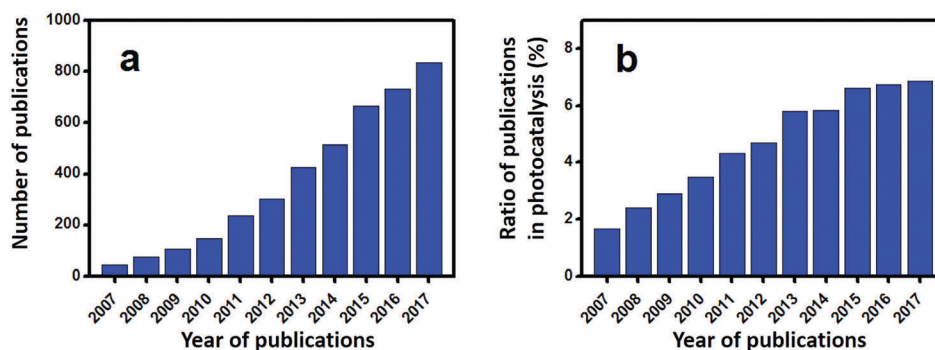 a
Number of publications
1000
800
600
400
200
0
2007 2008 2009 2010 2011 2012 2013 2014 2015 2016 2017
Year of publications
b
Ratio of publications
in photocatalysis (%)
8
6
4
2
0
2007 2008 2009 2010 2011 2012 2013 2014 2015 2016 2017
Year of publications